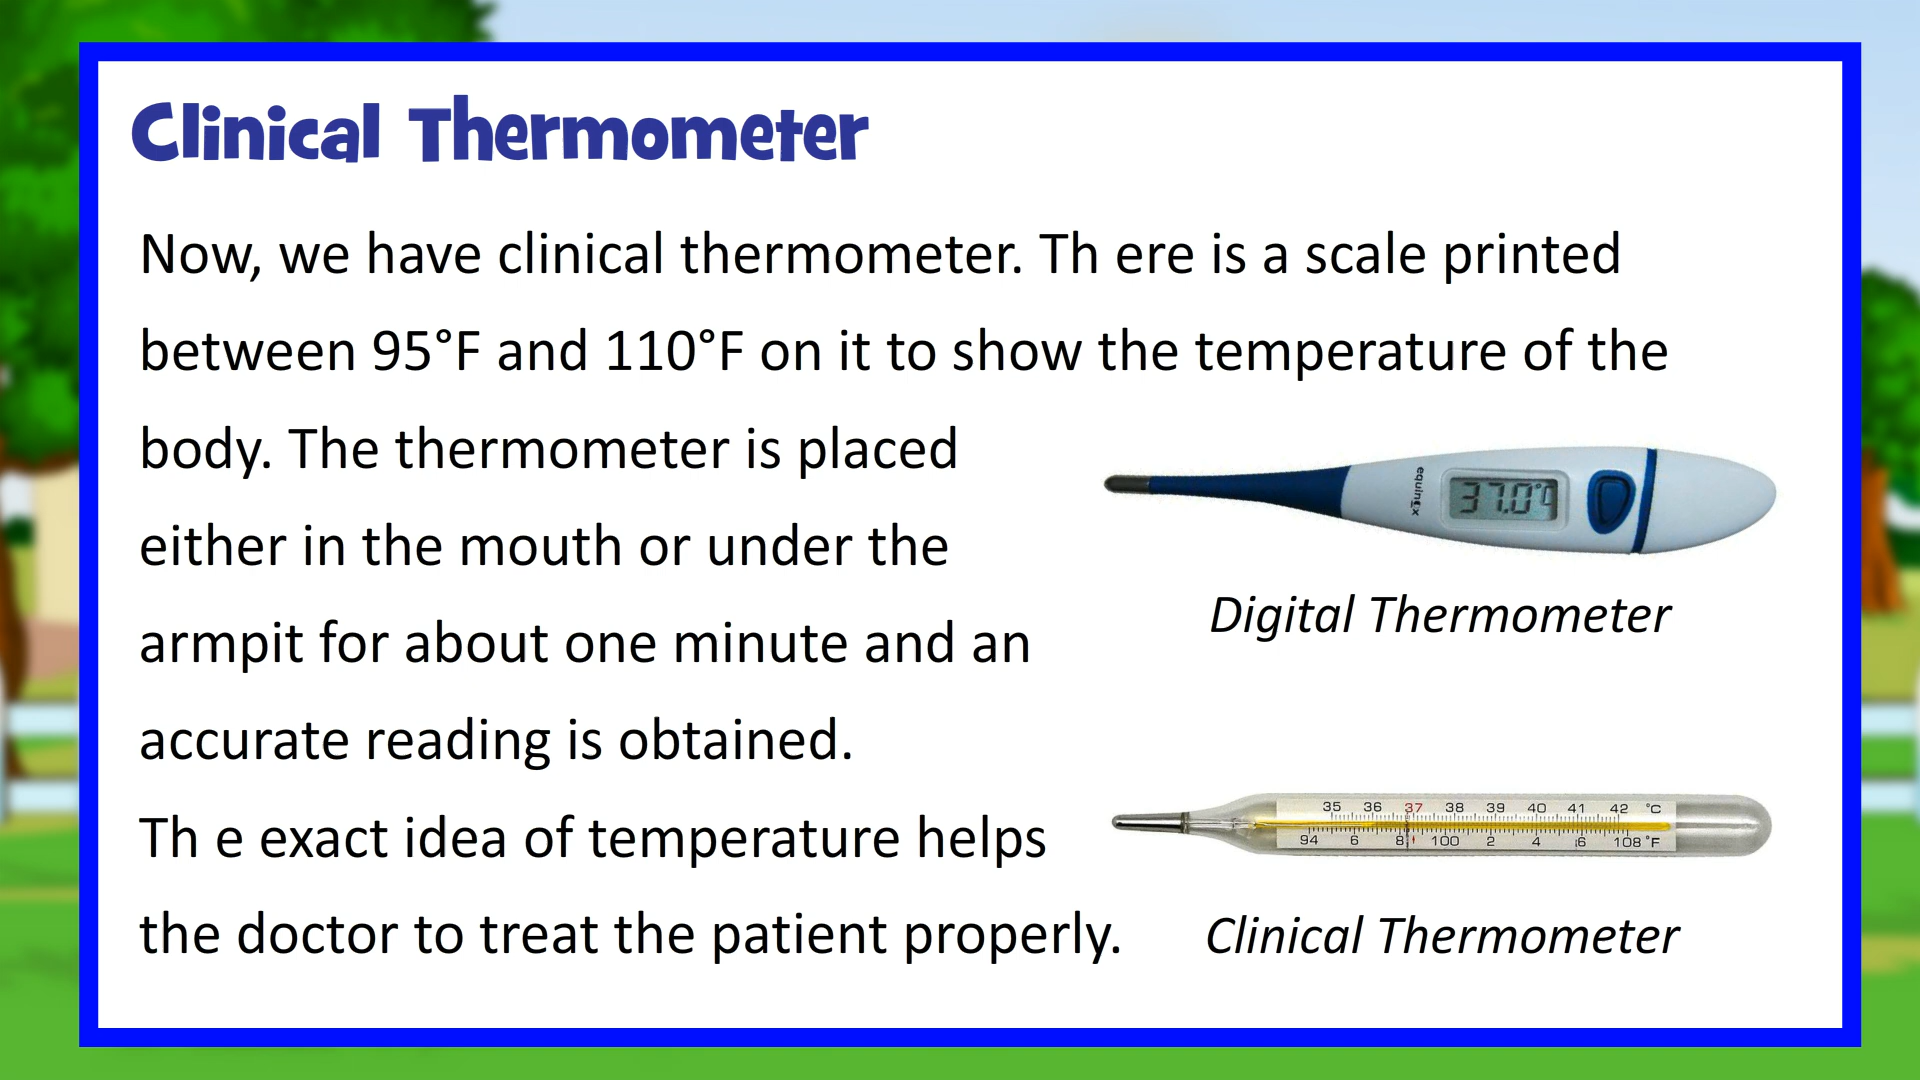 Clinical Thermometer
Now, we have clinical thermometer. Th ere is a scale printed
between 95°F and 110°F on it to show the temperature of the
body. The thermometer is placed
either in the mouth or under the
armpit for about one minute and an
accurate reading is obtained.
Th e exact idea of temperature helps
the doctor to treat the patient properly.
equinox
37.0°C
Digital Thermometer
35 36 37 38 39 40 41 42 °C
94 6 8 100 2 4 6 108 °F
Clinical Thermometer